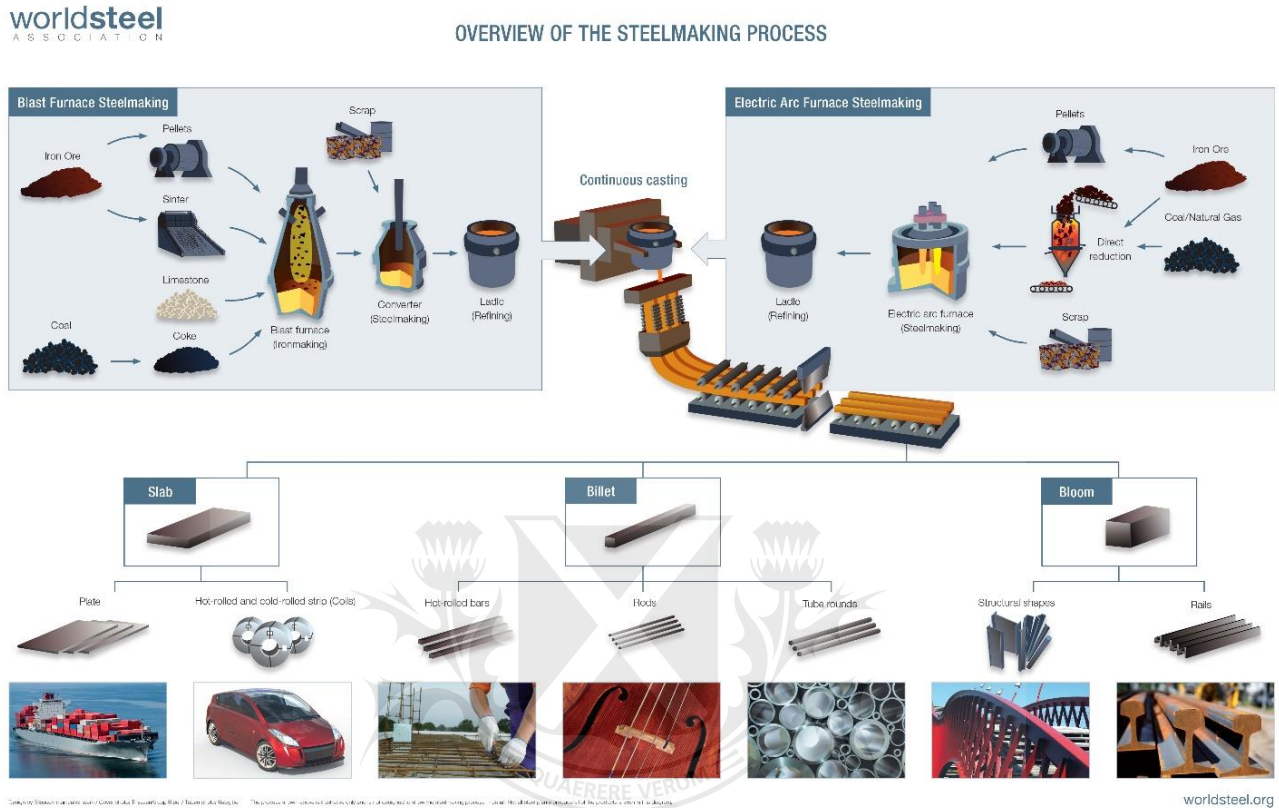 worldsteel
ASSOCIATION
OVERVIEW OF THE STEELMAKING PROCESS
Blast Furnace Steelmaking
Iron Ore
Pellets
Sinter
Limestone
Coal
Coke
Scrap
Blast furnace
(Ironmaking)
Converter
(Steelmaking)
Ladle
(Refining)
Continuous casting
Electric Arc Furnace Steelmaking
Pellets
Iron Ore
Coal/Natural Gas
Direct
reduction
Scrap
Electric arc furnace
(Steelmaking)
Ladle
(Refining)
Slab
Billet
Bloom
Plate
Hot-rolled and cold-rolled strip (Coils)
Hot-rolled bars
Rods
Tube rounds
Structural shapes
Rails
QUAERERE VERUM
worldsteel.org